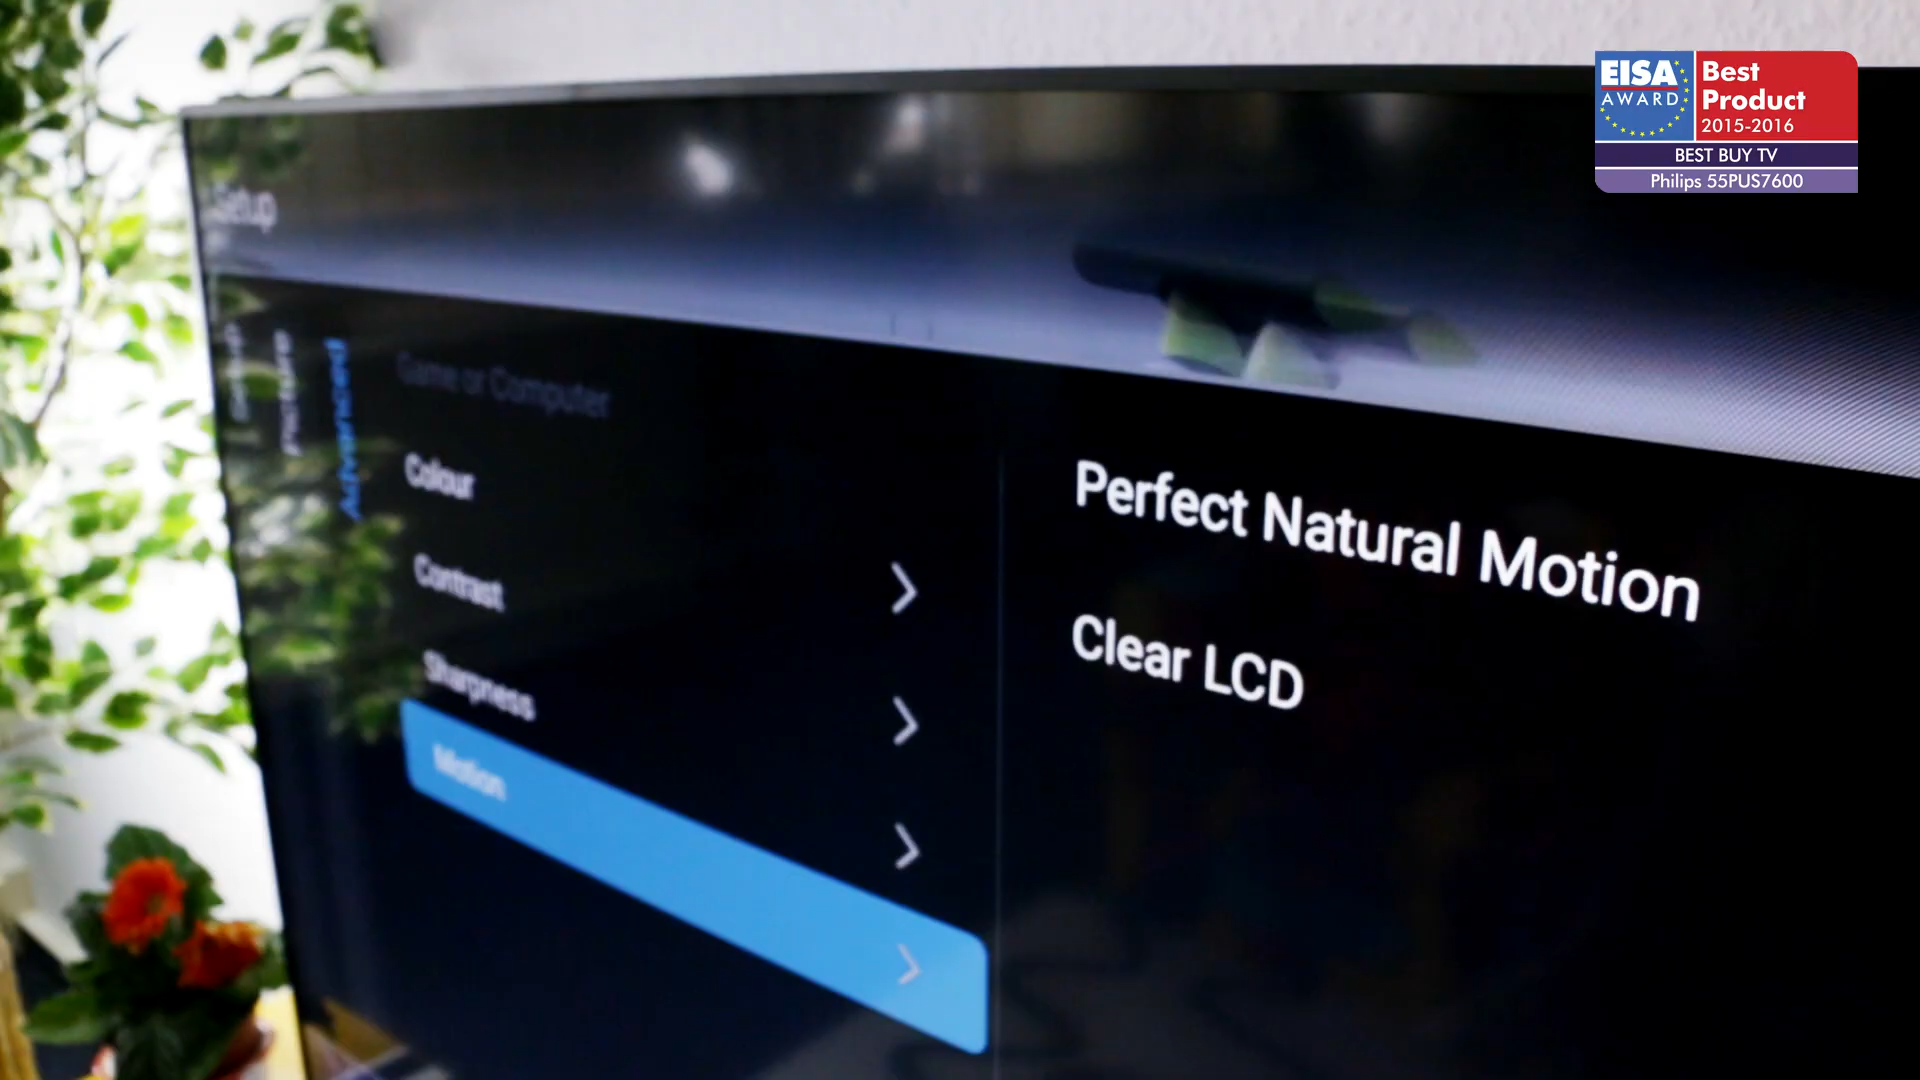 EISA
AWARD
Best
Product
2015-2016
BEST BUY TV
Philips 55PUS7600
Setup
Picture
Advanced
Game or Computer
Colour
Contrast
Sharpness
Motion
Perfect Natural Motion
Clear LCD